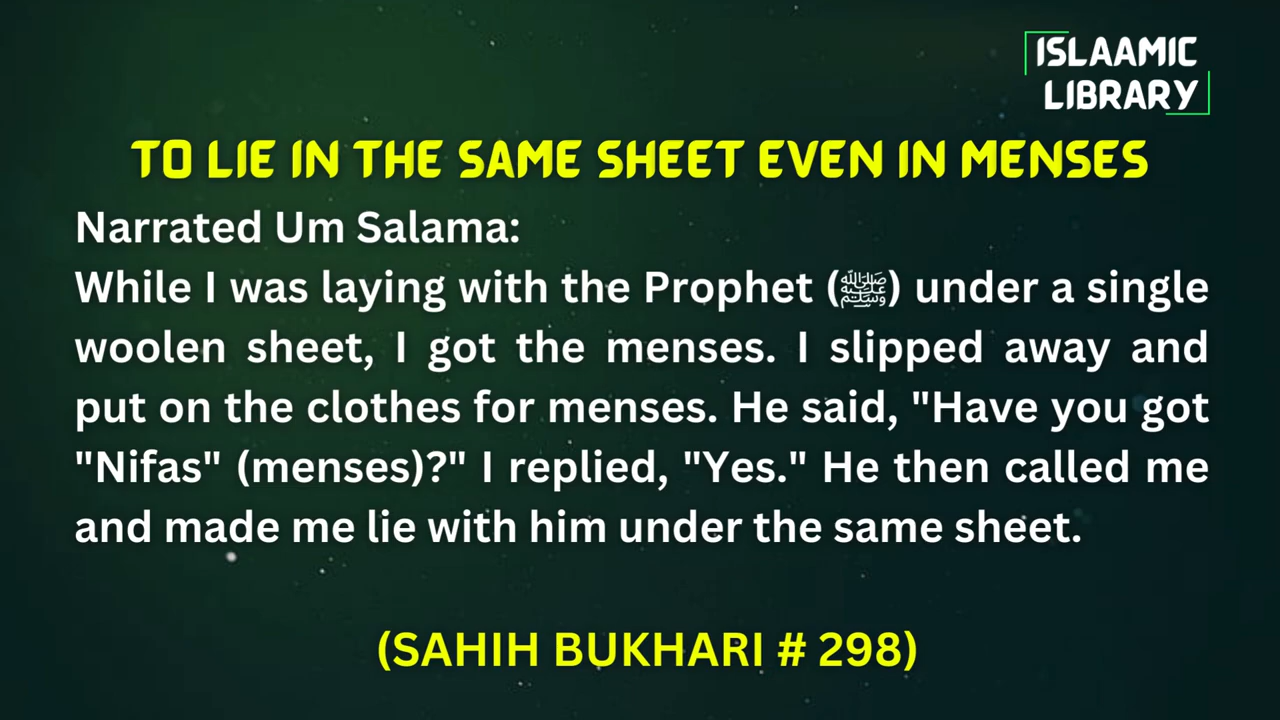 ISLAAMIC
LIBRARY
TO LIE IN THE SAME SHEET EVEN IN MENSES
Narrated Um Salama:
While I was laying with the Prophet (ﷺ) under a single
woolen sheet, I got the menses. I slipped away and
put on the clothes for menses. He said, "Have you got
"Nifas" (menses)?" I replied, "Yes." He then called me
and made me lie with him under the same sheet.
(SAHIH BUKHARI # 298)